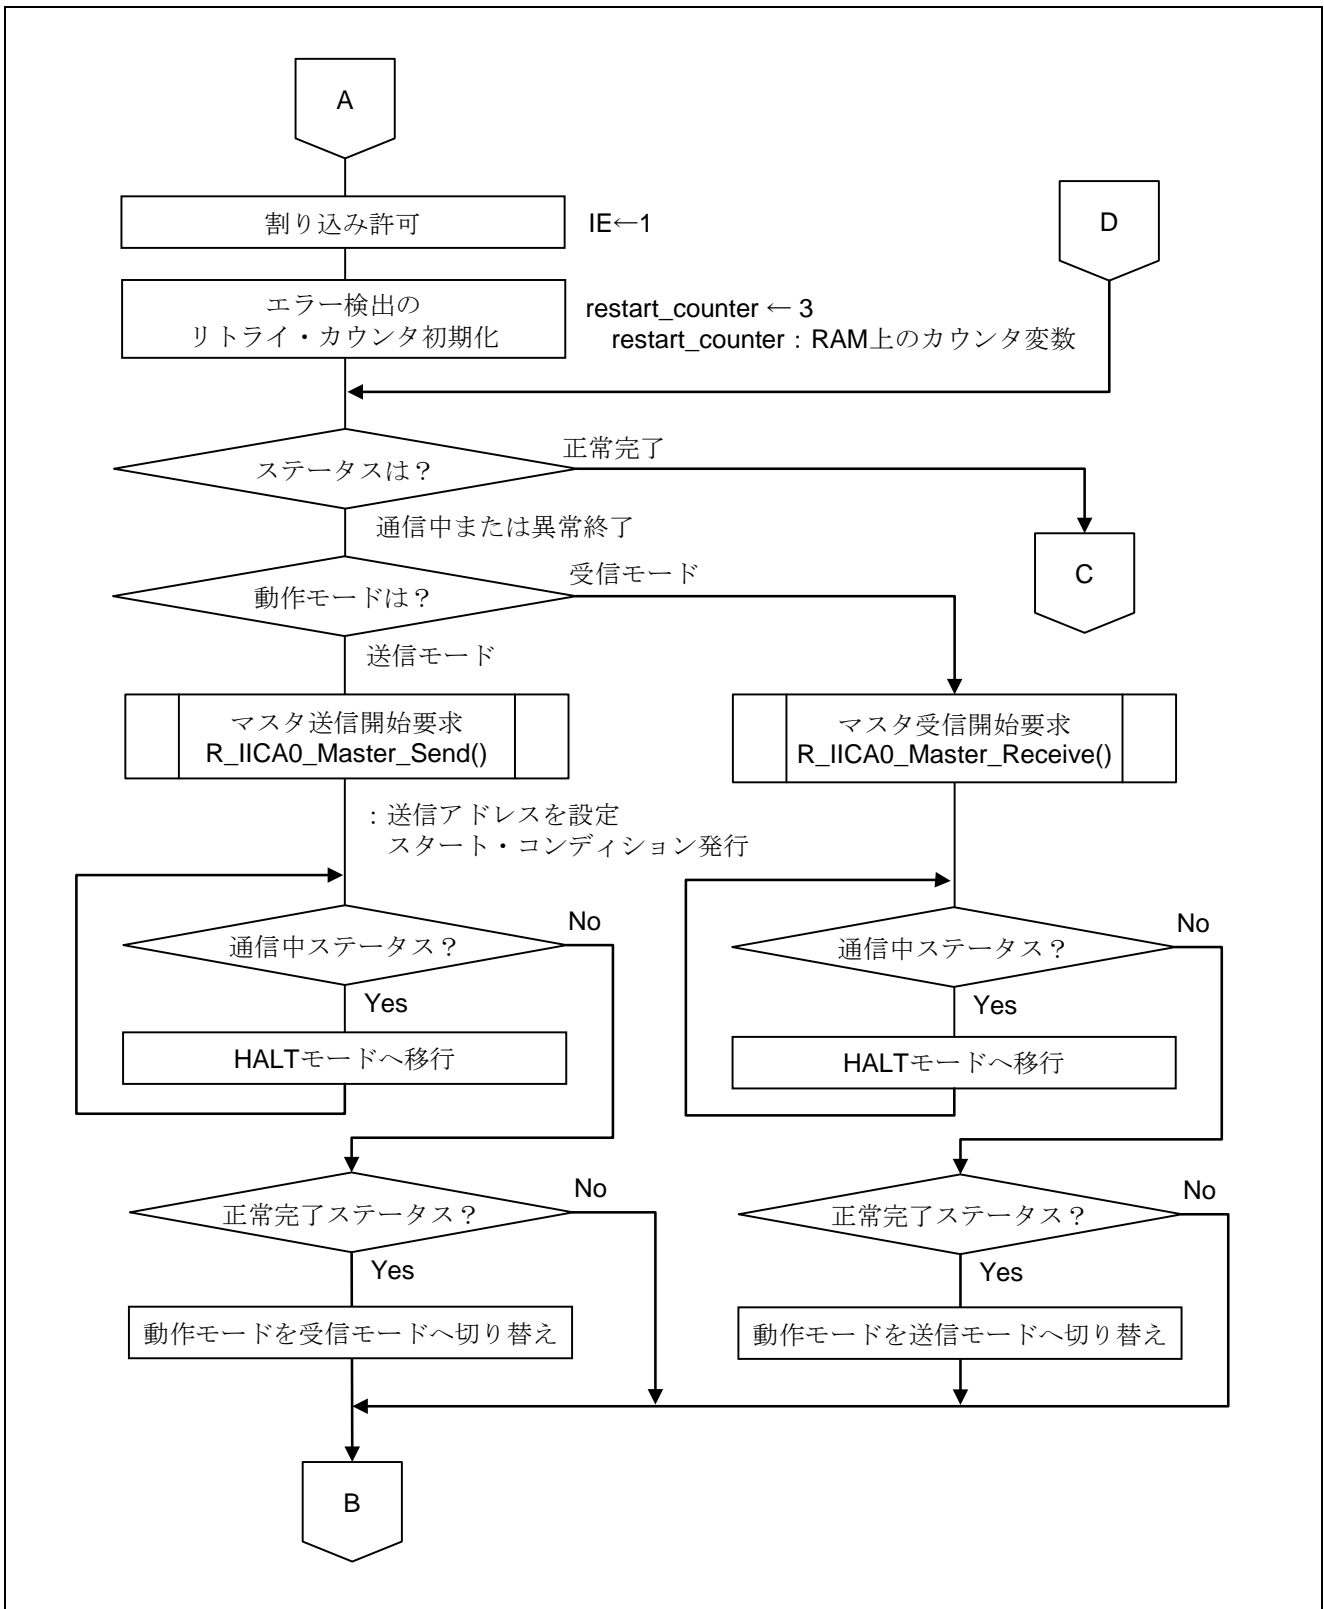 A
割り込み許可
IE←1
D
エラー検出の
リトライ・カウンタ初期化
restart_counter ← 3
restart_counter：RAM上のカウンタ変数
ステータスは？
正常完了
通信中または異常終了
C
動作モードは？
受信モード
送信モード
マスタ送信開始要求
R_IICA0_Master_Send()
マスタ受信開始要求
R_IICA0_Master_Receive()
：送信アドレスを設定
スタート・コンディション発行
通信中ステータス？
No
Yes
HALTモードへ移行
通信中ステータス？
No
Yes
HALTモードへ移行
正常完了ステータス？
No
Yes
動作モードを受信モードへ切り替え
正常完了ステータス？
No
Yes
動作モードを送信モードへ切り替え
B